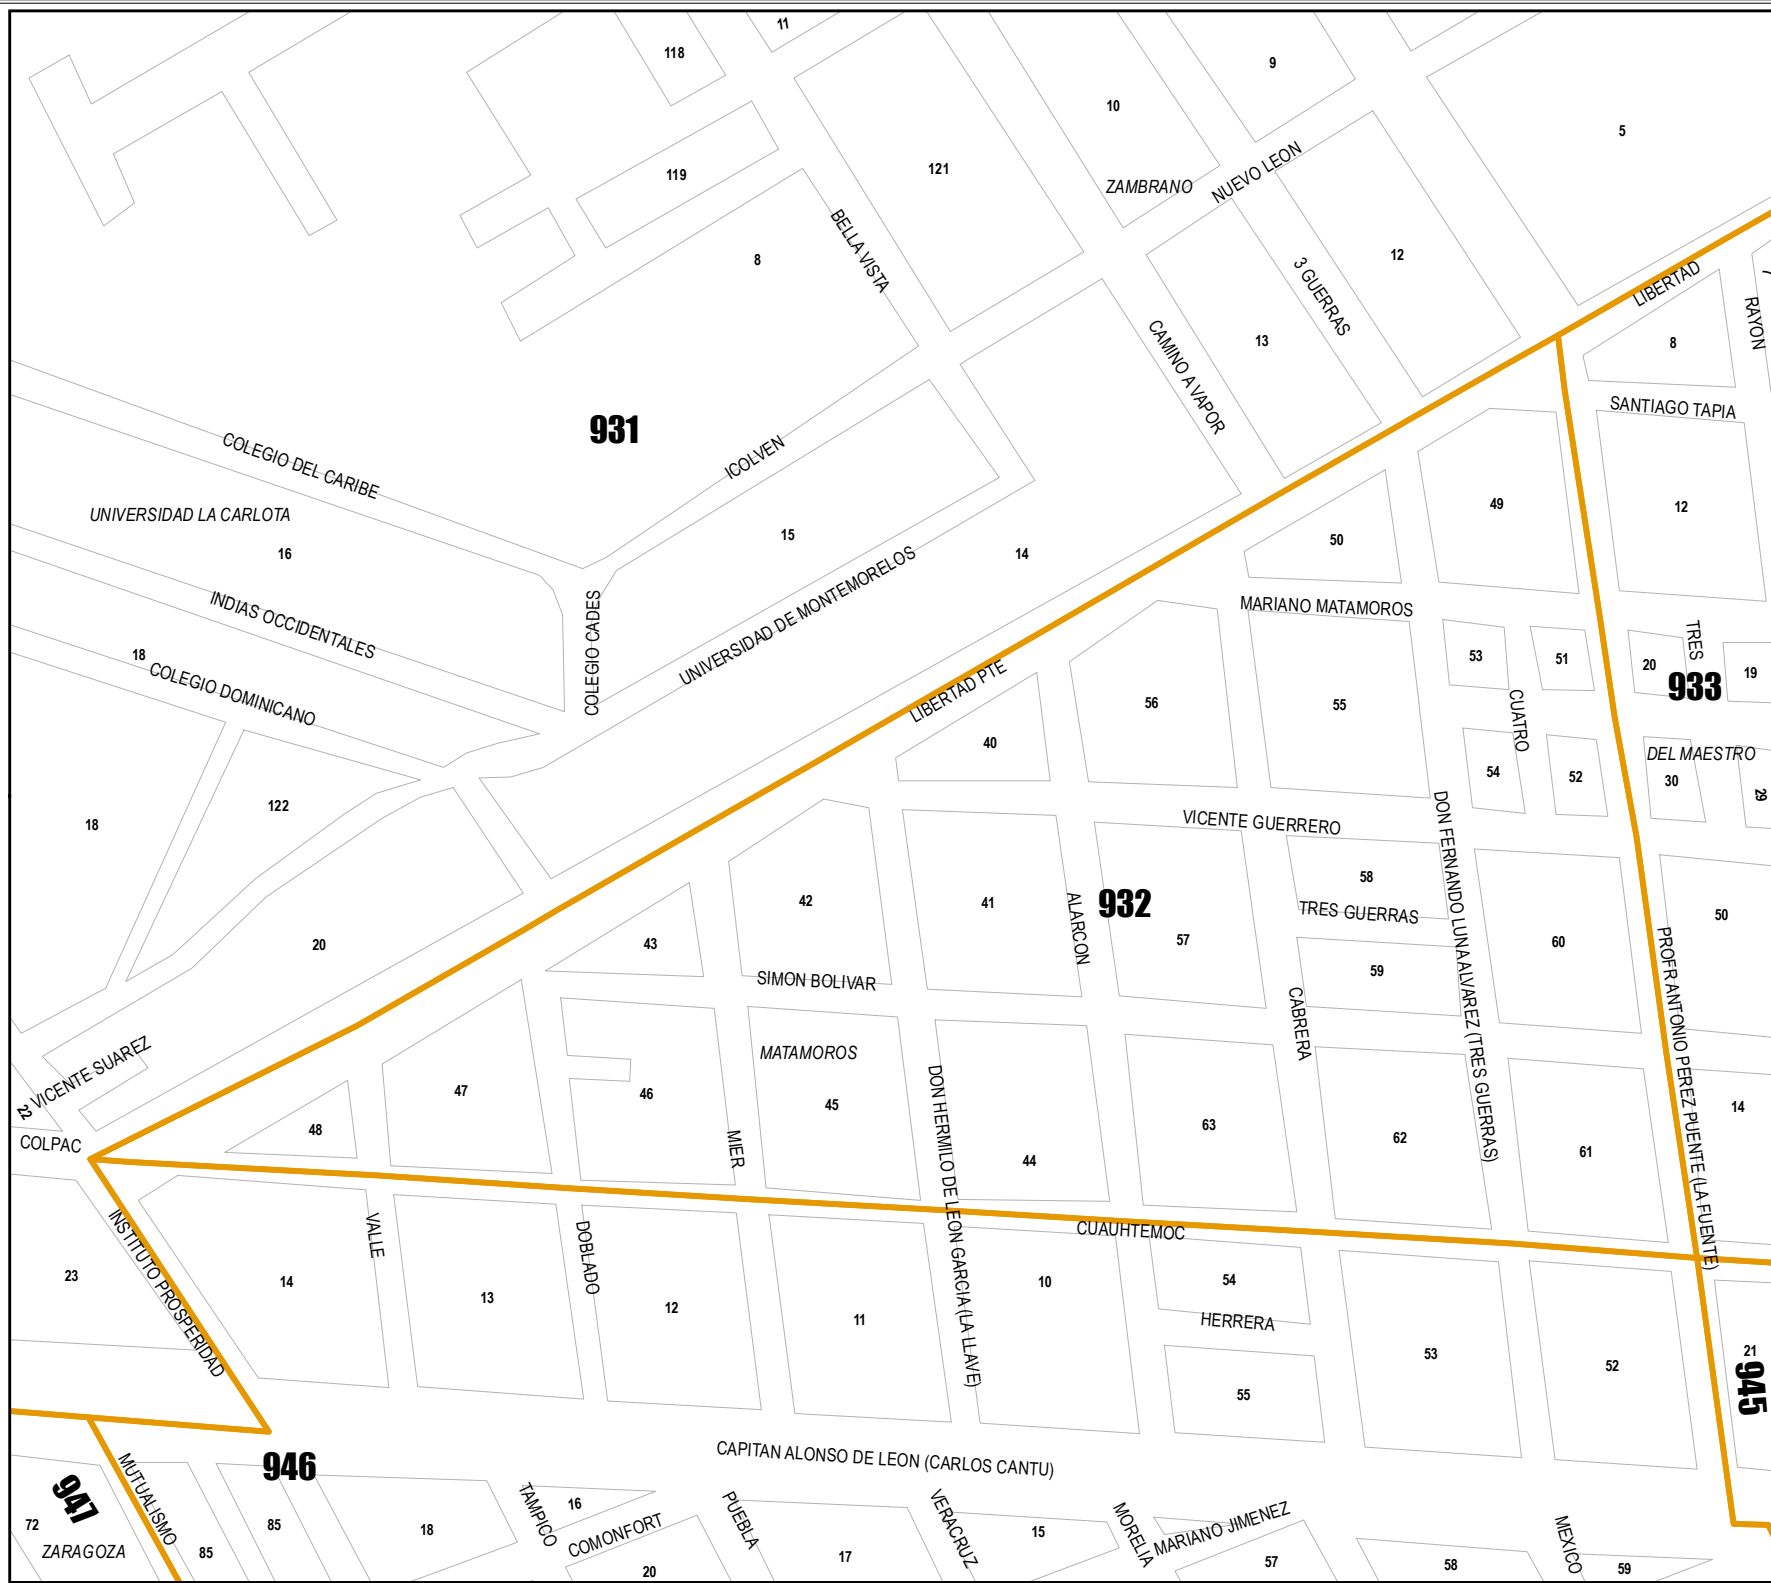 11
118
9
10
5
121
119
ZAMBRANO
NUEVO LEON
BELLA VISTA
8
12
3 GUERRAS
LIBERTAD
7
RAYON
13
CAMINO A VAPOR
8
SANTIAGO TAPIA
931
COLEGIO DEL CARIBE
ICOLVEN
UNIVERSIDAD LA CARLOTA
16
15
14
50
49
12
INDIAS OCCIDENTALES
COLEGIO CADES
UNIVERSIDAD DE MONTEMORELOS
MARIANO MATAMOROS
18
COLEGIO DOMINICANO
LIBERTAD PTE
53
51
20
TRES
19
933
56
55
CUATRO
40
54
52
DEL MAESTRO
30
29
122
18
VICENTE GUERRERO
DON FERNANDO LUNA ALVAREZ (TRES GUERRAS)
58
42
41
ALARCON
932
TRES GUERRAS
50
20
43
57
60
PROFR ANTONIO PEREZ PUENTE (LA FUENTE)
SIMON BOLIVAR
59
CABRERA
VICENTE SUAREZ
22
MATAMOROS
47
46
45
DON HERMILO DE LEON GARCIA (LA LLAVE)
14
48
MIER
63
62
61
COLPAC
44
INSTITUTO PROSPERIDAD
VALLE
DOBLADO
CUAUHTEMOC
23
14
13
12
11
10
54
HERRERA
53
52
21
945
55
CAPITAN ALONSO DE LEON (CARLOS CANTU)
946
947
MUTUALISMO
TAMPICO
16
PUEBLA
VERACRUZ
MORELIA
MARIANO JIMENEZ
MEXICO
72
ZARAGOZA
85
85
18
COMONFORT
20
17
15
57
58
59